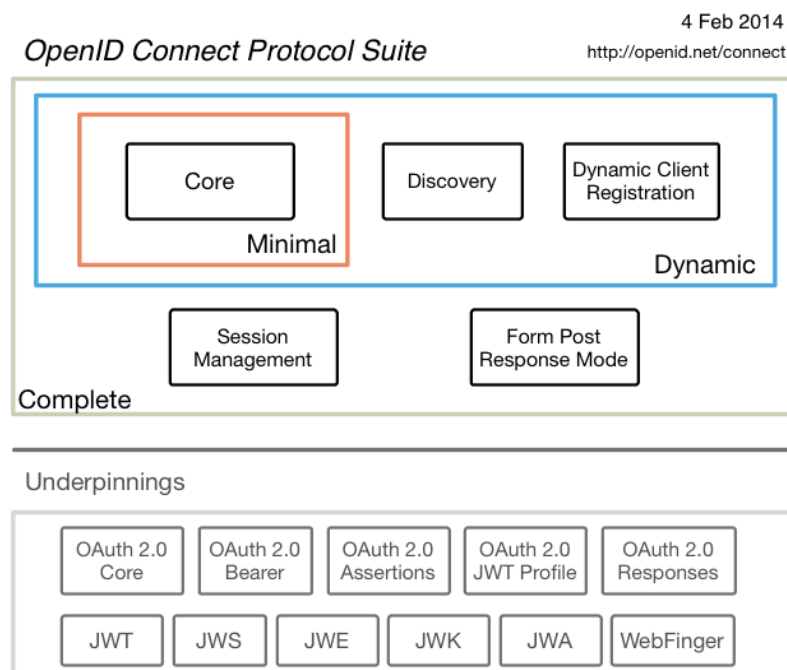 4 Feb 2014
OpenID Connect Protocol Suite
http://openid.net/connect
Core
Discovery
Dynamic Client
Registration
Minimal
Dynamic
Session
Management
Form Post
Response Mode
Complete
Underpinnings
OAuth 2.0
Core
OAuth 2.0
Bearer
OAuth 2.0
Assertions
OAuth 2.0
JWT Profile
OAuth 2.0
Responses
JWT
JWS
JWE
JWK
JWA
WebFinger